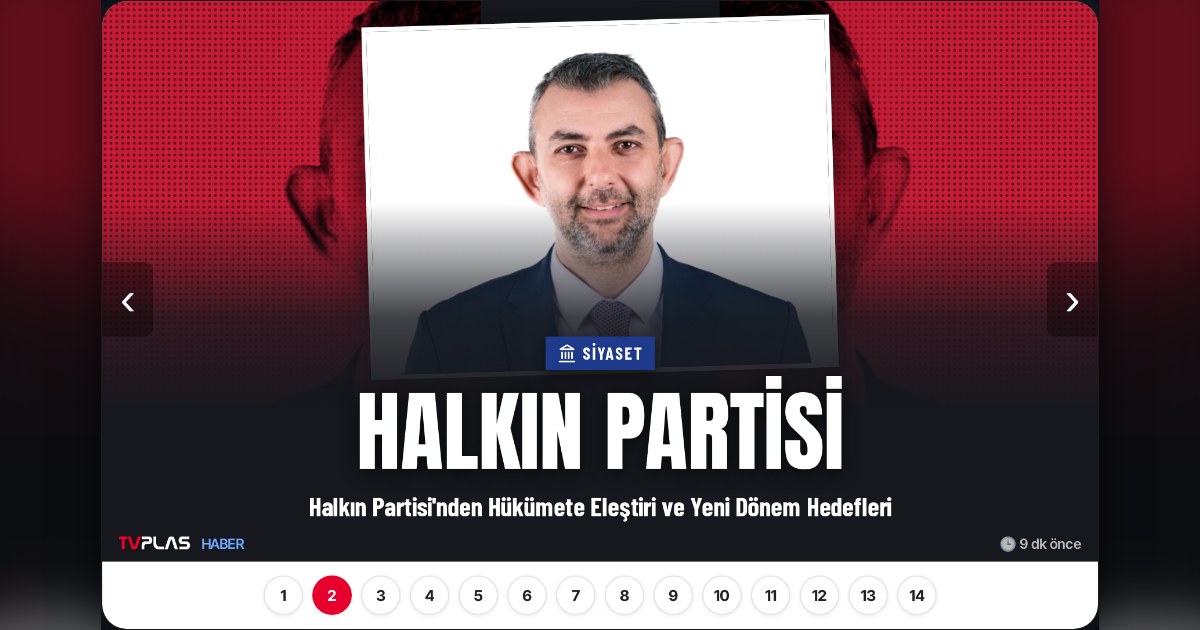 SİYASET
HALKIN PARTİSİ
Halkın Partisi'nden Hükümete Eleştiri ve Yeni Dönem Hedefleri
TVPLAS HABER
9 dk önce
1 2 3 4 5 6 7 8 9 10 11 12 13 14